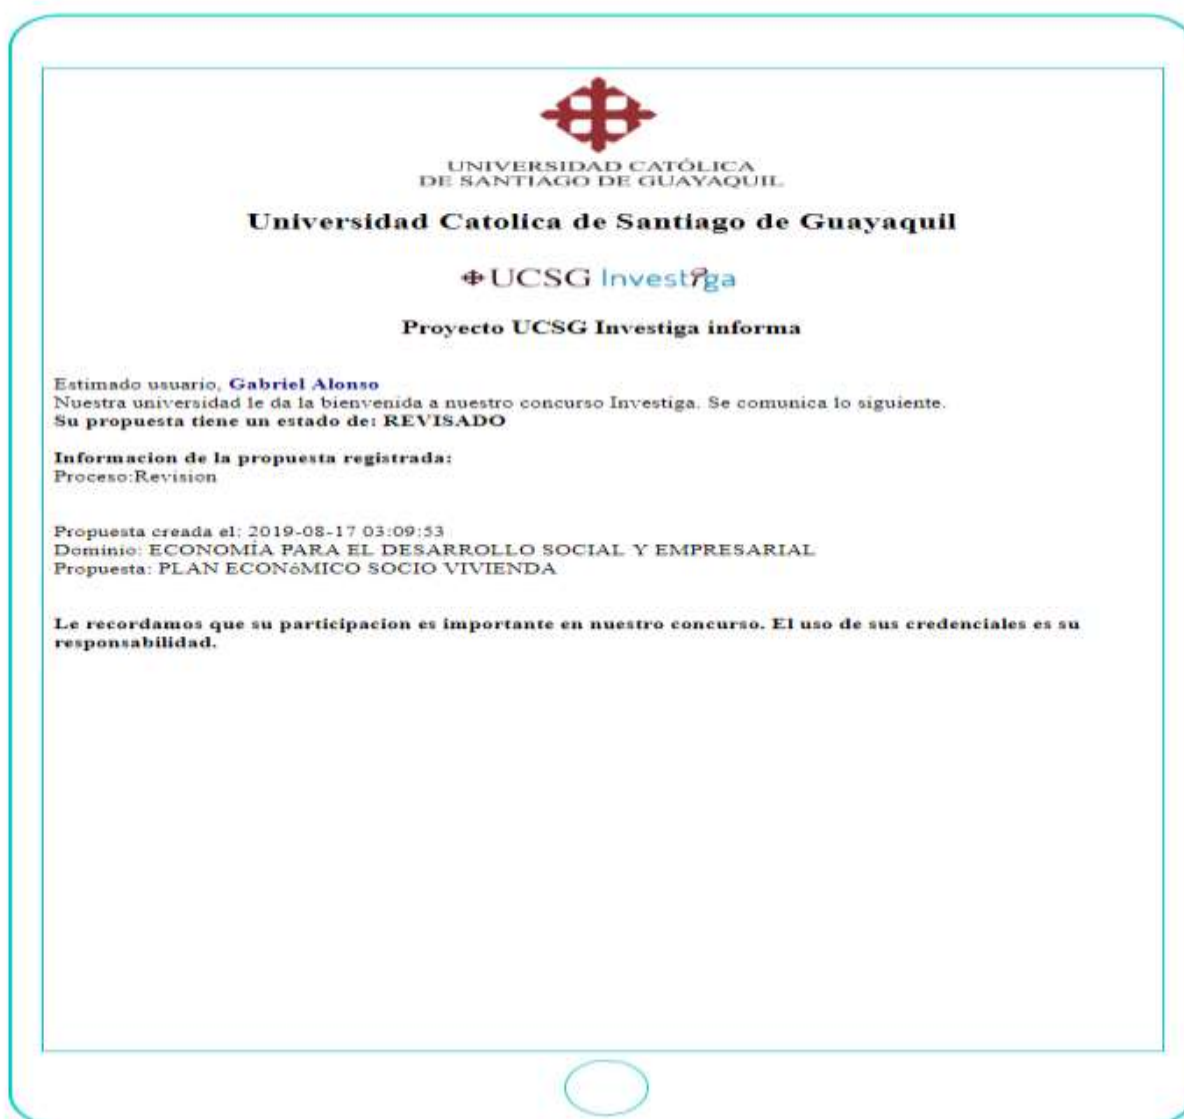 UNIVERSIDAD CATÓLICA
DE SANTIAGO DE GUAYAQUIL
Universidad Catolica de Santiago de Guayaquil
UCSG Investiga
Proyecto UCSG Investiga informa
Estimado usuario, Gabriel Alonso
Nuestra universidad le da la bienvenida a nuestro concurso Investiga. Se comunica lo siguiente.
Su propuesta tiene un estado de: REVISADO
Informacion de la propuesta registrada:
Proceso:Revision
Propuesta creada el: 2019-08-17 03:09:53
Dominio: ECONOMÍA PARA EL DESARROLLO SOCIAL Y EMPRESARIAL
Propuesta: PLAN ECONóMICO SOCIO VIVIENDA
Le recordamos que su participacion es importante en nuestro concurso. El uso de sus credenciales es su
responsabilidad.